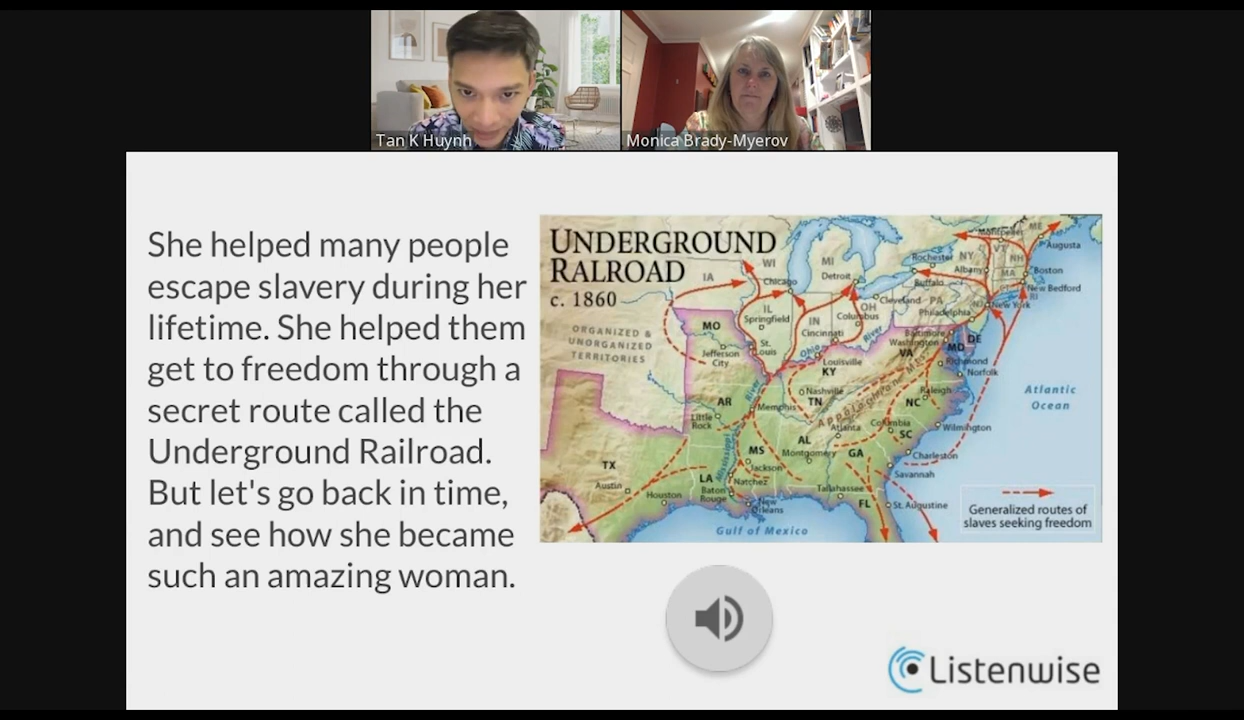 Tan K Huynh
Monica Brady-Myerov
She helped many people
escape slavery during her
lifetime. She helped them
get to freedom through a
secret route called the
Underground Railroad.
But let's go back in time,
and see how she became
such an amazing woman.
UNDERGROUND
RALROAD
c. 1860
ORGANIZED &
UNORGANIZED
TERRITORIES
IA
WI
MI
NY
VT
NH
ME
MA
CT
RI
Montpelier
Augusta
Rochester
Albany
Boston
Buffalo
New Bedford
Detroit
Chicago
Cleveland
PA
NJ
New York
Philadelphia
IL
Springfield
IN
OH
Columbus
Cincinnati
Ohio
River
Baltimore
Washington
MD
DE
VA
Richmond
Norfolk
MO
Jefferson
City
St.
Louis
Louisville
KY
Nashville
TN
Appalachian Mts.
Raleigh
NC
AR
Little
Rock
Memphis
River
Mississippi
Atlanta
Columbia
SC
Wilmington
AL
Montgomery
GA
Charleston
Savannah
MS
Jackson
Natchez
LA
Baton
Rouge
New
Orleans
TX
Austin
Houston
Tallahassee
FL
St. Augustine
Atlantic
Ocean
Gulf of Mexico
Generalized routes of
slaves seeking freedom
Listenwise